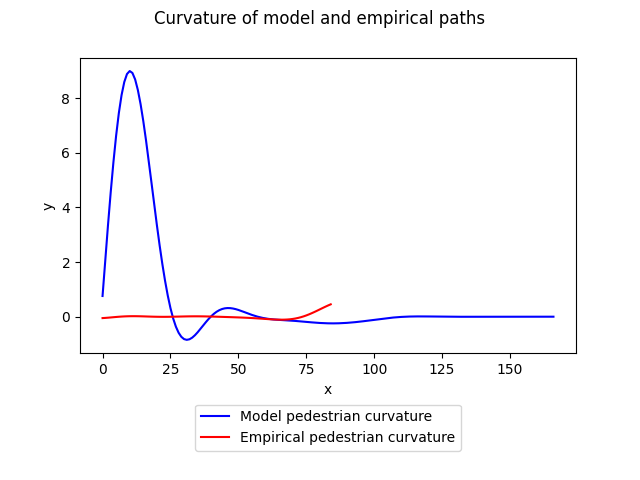 Curvature of model and empirical paths
y
8
6
4
2
0
0 25 50 75 100 125 150
x
Model pedestrian curvature
Empirical pedestrian curvature